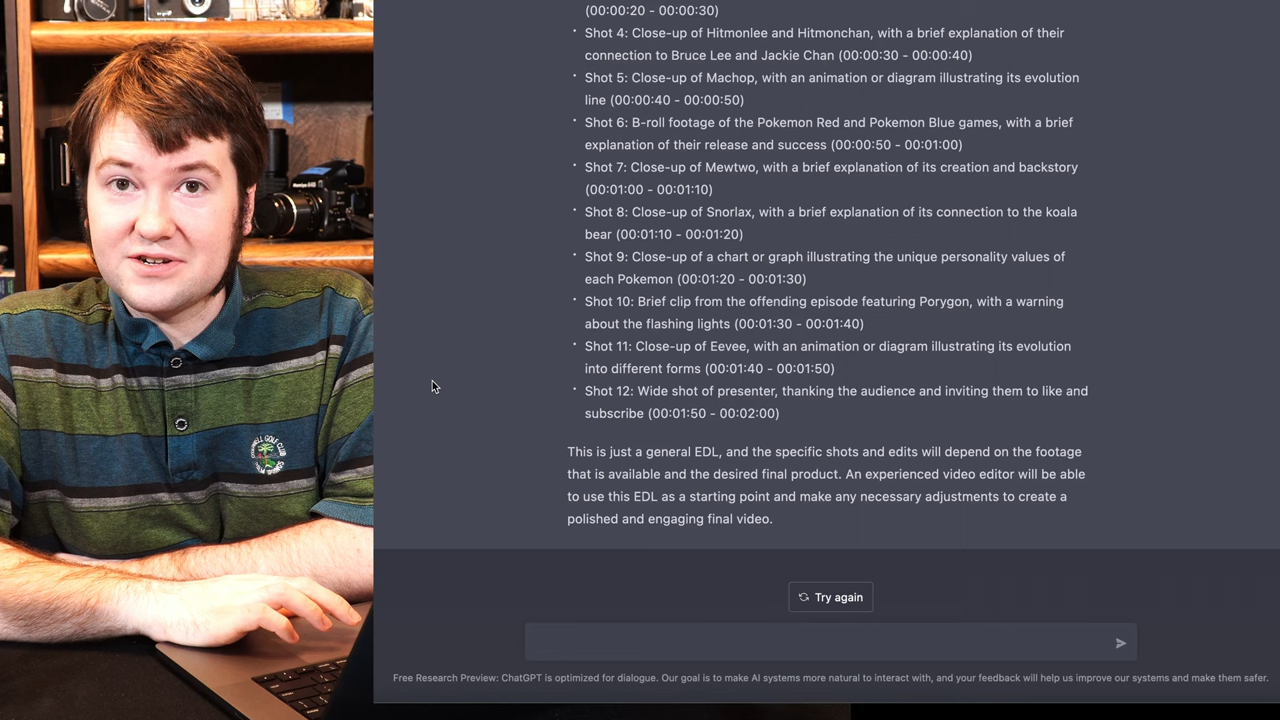 (00:00:20 - 00:00:30)
• Shot 4: Close-up of Hitmonlee and Hitmonchan, with a brief explanation of their
connection to Bruce Lee and Jackie Chan (00:00:30 - 00:00:40)
• Shot 5: Close-up of Machop, with an animation or diagram illustrating its evolution
line (00:00:40 - 00:00:50)
• Shot 6: B-roll footage of the Pokemon Red and Pokemon Blue games, with a brief
explanation of their release and success (00:00:50 - 00:01:00)
• Shot 7: Close-up of Mewtwo, with a brief explanation of its creation and backstory
(00:01:00 - 00:01:10)
• Shot 8: Close-up of Snorlax, with a brief explanation of its connection to the koala
bear (00:01:10 - 00:01:20)
• Shot 9: Close-up of a chart or graph illustrating the unique personality values of
each Pokemon (00:01:20 - 00:01:30)
• Shot 10: Brief clip from the offending episode featuring Porygon, with a warning
about the flashing lights (00:01:30 - 00:01:40)
• Shot 11: Close-up of Eevee, with an animation or diagram illustrating its evolution
into different forms (00:01:40 - 00:01:50)
• Shot 12: Wide shot of presenter, thanking the audience and inviting them to like and
subscribe (00:01:50 - 00:02:00)
This is just a general EDL, and the specific shots and edits will depend on the footage
that is available and the desired final product. An experienced video editor will be able
to use this EDL as a starting point and make any necessary adjustments to create a
polished and engaging final video.
Try again
Free Research Preview: ChatGPT is optimized for dialogue. Our goal is to make AI systems more natural to interact with, and your feedback will help us improve our systems and make them safer.